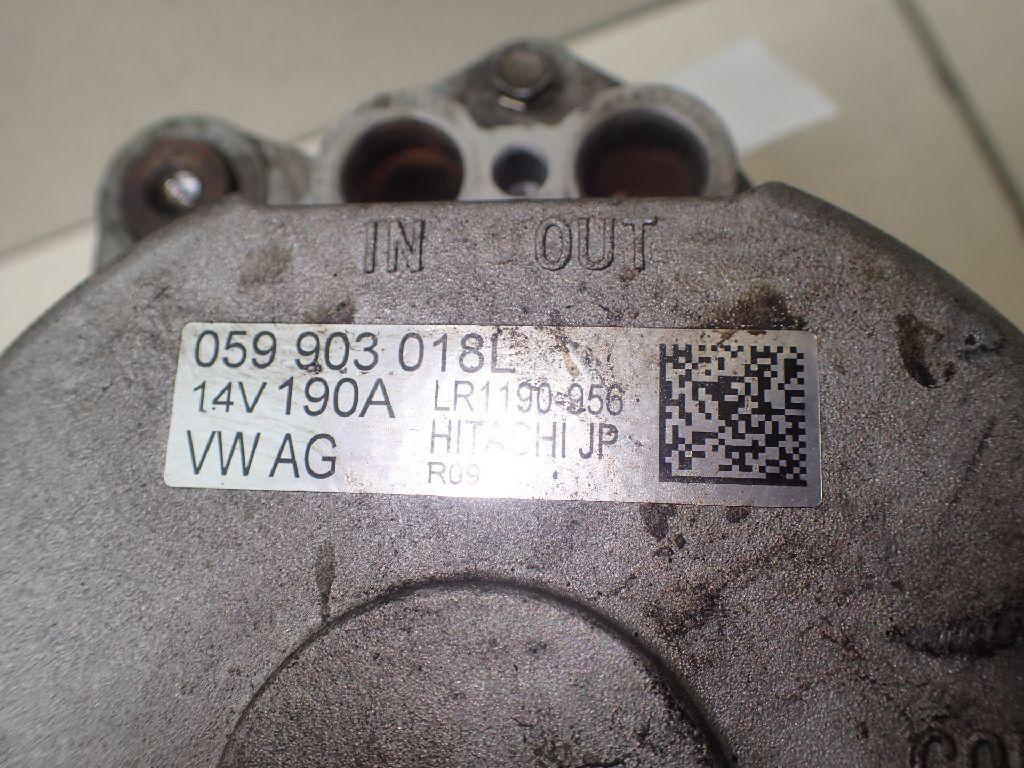 IN OUT
059 903 018L
14V 190A LR1190-956
VW AG HITACHI JP
R09